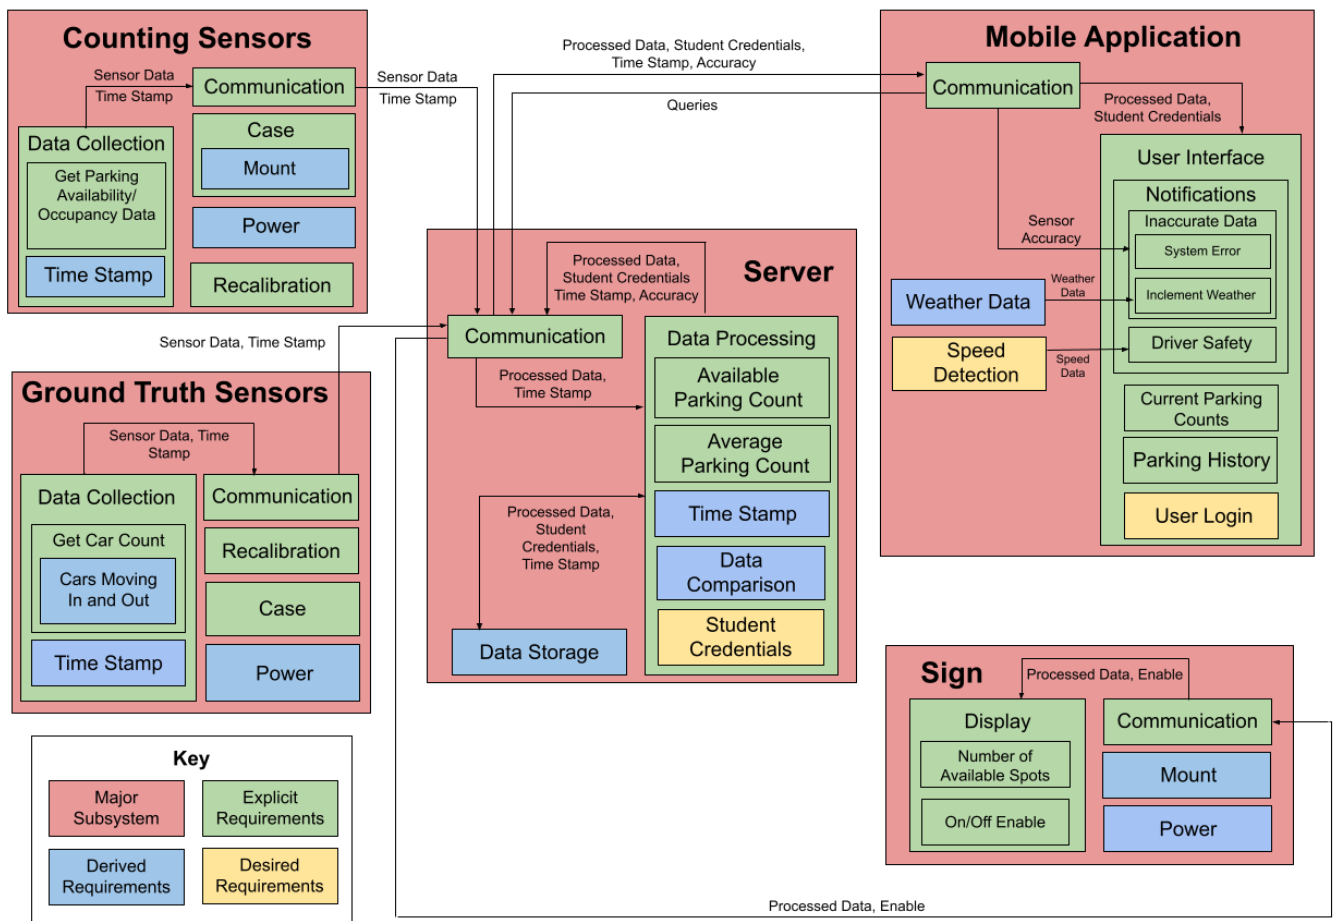 Counting Sensors
Sensor Data
Time Stamp
Communication
Data Collection
Get Parking
Availability/
Occupancy Data
Time Stamp
Case
Mount
Power
Recalibration
Sensor Data
Time Stamp
Processed Data, Student Credentials,
Time Stamp, Accuracy
Queries
Mobile Application
Communication
Processed Data,
Student Credentials
User Interface
Notifications
Inaccurate Data
System Error
Inclement Weather
Driver Safety
Sensor
Accuracy
Weather Data
Weather
Data
Speed
Detection
Speed
Data
Current Parking
Counts
Parking History
User Login
Server
Processed Data,
Student Credentials
Time Stamp, Accuracy
Communication
Processed Data,
Time Stamp
Data Processing
Available
Parking Count
Average
Parking Count
Time Stamp
Data
Comparison
Student
Credentials
Processed Data,
Student
Credentials,
Time Stamp
Data Storage
Sensor Data, Time Stamp
Ground Truth Sensors
Sensor Data, Time
Stamp
Data Collection
Get Car Count
Cars Moving
In and Out
Time Stamp
Communication
Recalibration
Case
Power
Sign
Processed Data, Enable
Display
Number of
Available Spots
On/Off Enable
Communication
Mount
Power
Processed Data, Enable
Key
Major
Subsystem
Explicit
Requirements
Derived
Requirements
Desired
Requirements